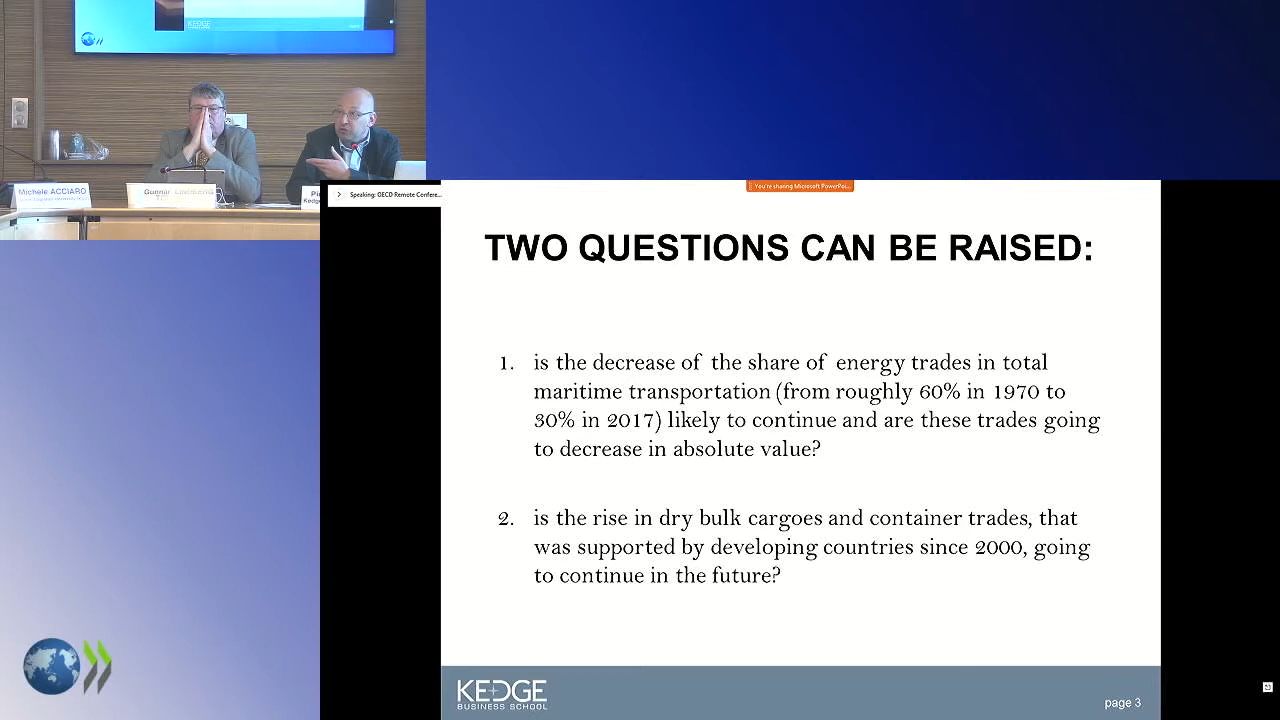 KEDGE
Michele ACCIARO
Gunnar
Pi
Kedge
Speaking: OECD Remote Confere...
You're sharing Microsoft PowerPoi...
TWO QUESTIONS CAN BE RAISED:
1. is the decrease of the share of energy trades in total
maritime transportation (from roughly 60% in 1970 to
30% in 2017) likely to continue and are these trades going
to decrease in absolute value?
2. is the rise in dry bulk cargoes and container trades, that
was supported by developing countries since 2000, going
to continue in the future?
KEDGE
BUSINESS SCHOOL
page 3